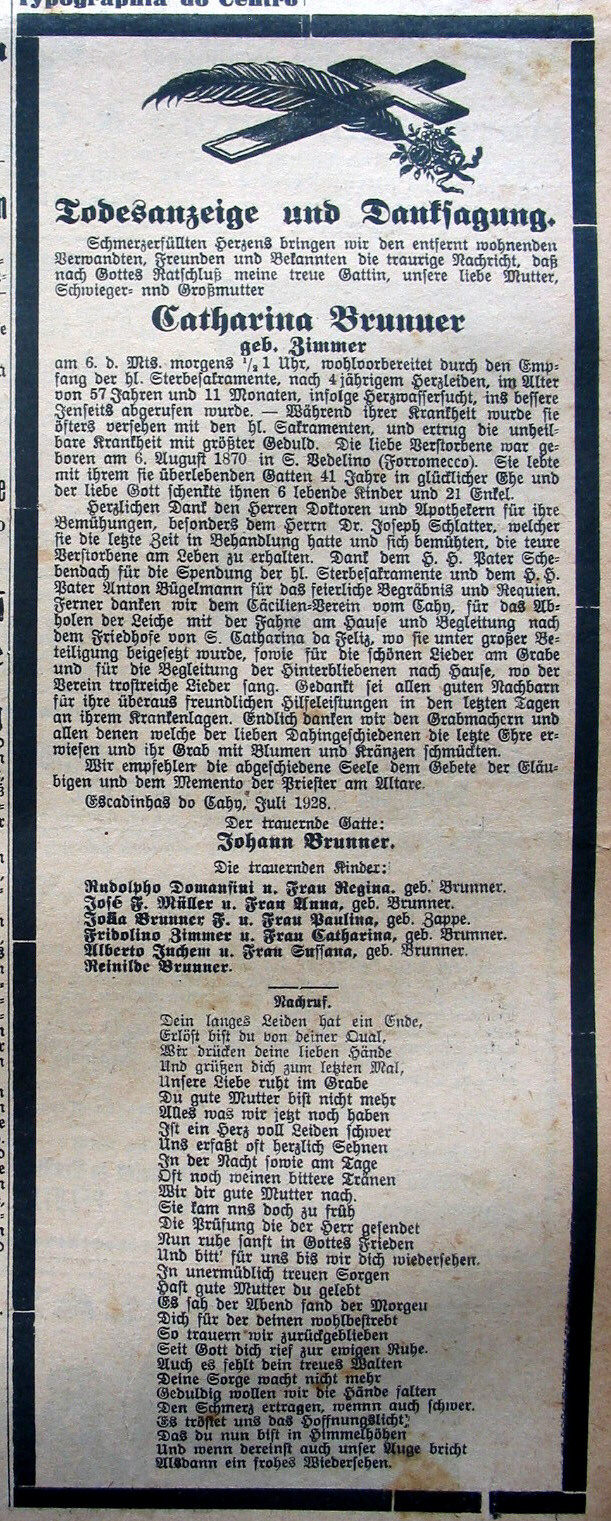 Typographia do Centro
Todesanzeige und Danksagung.
Schmerzerfüllten Herzens bringen wir den entfernt wohnenden
Verwandten, Freunden und Bekannten die traurige Nachricht, daß
nach Gottes Ratschluß meine treue Gattin, unsere liebe Mutter,
Schwieger- nnd Großmutter
Catharina Brunner
geb. Zimmer
am 6. d. Mts. morgens ½ 1 Uhr, wohlvorbereitet durch den Emp-
fang der hl. Sterbesakramente, nach 4 jährigem Herzleiden, im Alter
von 57 Jahren und 11 Monaten, infolge Herzwassersucht, ins bessere
Jenseits abgerufen wurde. — Während ihrer Krankheit wurde sie
öfters versehen mit den hl. Sakramenten, und ertrug die unheil-
bare Krankheit mit größter Geduld. Die liebe Verstorbene war ge-
boren am 6. August 1870 in S. Vedelino (Forromecco). Sie lebte
mit ihrem sie überlebenden Gatten 41 Jahre in glücklicher Ehe und
der liebe Gott schenkte ihnen 6 lebende Kinder und 21 Enkel.
Herzlichen Dank den Herren Doktoren und Apothekern für ihre
Bemühungen, besonders dem Herrn Dr. Joseph Schlatter, welcher
sie die letzte Zeit in Behandlung hatte und sich bemühten, die teure
Verstorbene am Leben zu erhalten. Dank dem H. H. Pater Sche-
bendach für die Spendung der hl. Sterbesakramente und dem H. H.
Pater Anton Bügelmann für das feierliche Begräbnis und Requien.
Ferner danken wir dem Cäcilien-Verein vom Cahy, für das Ab-
holen der Leiche mit der Fahne am Hause und Begleitung nach
dem Friedhofe von S. Catharina da Feliz, wo sie unter großer Be-
teiligung beigesetzt wurde, sowie für die schönen Lieder am Grabe
und für die Begleitung der Hinterbliebenen nach Hause, wo der
Verein trostreiche Lieder sang. Gedankt sei allen guten Nachbarn
für ihre überaus freundlichen Hilfeleistungen in den letzten Tagen
an ihrem Krankenlagen. Endlich danken wir den Grabmachern und
allen denen welche der lieben Dahingeschiedenen die letzte Ehre er-
wiesen und ihr Grab mit Blumen und Kränzen schmückten.
Wir empfehlen die abgeschiedene Seele dem Gebete der Gläu-
bigen und dem Memento der Priester am Altare.
Escadinhas do Cahy, Juli 1928.
Der trauernde Gatte:
Johann Brunner.
Die trauernden Kinder:
Rudolpho Domansini u. Frau Regina. geb. Brunner.
José F. Müller u. Frau Anna, geb. Brunner.
João Brunner F. u. Frau Paulina, geb. Zappe.
Fridolino Zimmer u. Frau Catharina, geb. Brunner.
Alberto Juchem u. Frau Sussana, geb. Brunner.
Reinilde Brunner.
Nachruf.
Dein langes Leiden hat ein Ende,
Erlöst bist du von deiner Qual,
Wir drücken deine lieben Hände
Und grüßen dich zum letzten Mal,
Unsere Liebe ruht im Grabe
Du gute Mutter bist nicht mehr
Alles was wir jetzt noch haben
Ist ein Herz voll Leiden schwer
Uns erfaßt oft herzlich Sehnen
In der Nacht sowie am Tage
Oft noch weinen bittere Tränen
Wir dir gute Mutter nach.
Sie kam nns doch zu früh
Die Prüfung die der Herr gesendet
Nun ruhe sanft in Gottes Frieden
Und bitt' für uns bis wir dich wiedersehen.
In unermüdlich treuen Sorgen
Hast gute Mutter du gelebt
Es sah der Abend fand der Morgeu
Dich für der deinen wohlbestrebt
So trauern wir zurückgeblieben
Seit Gott dich rief zur ewigen Ruhe.
Auch es fehlt dein treues Walten
Deine Sorge wacht nicht mehr
Geduldig wollen wir die Hände falten
Den Schmerz ertragen, wennn auch schwer.
Es tröstet uns das Hoffnungslicht;
Das du nun bist in Himmelhöhen
Und wenn dereinst auch unser Auge bricht
Alsdann ein frohes Wiedersehen.